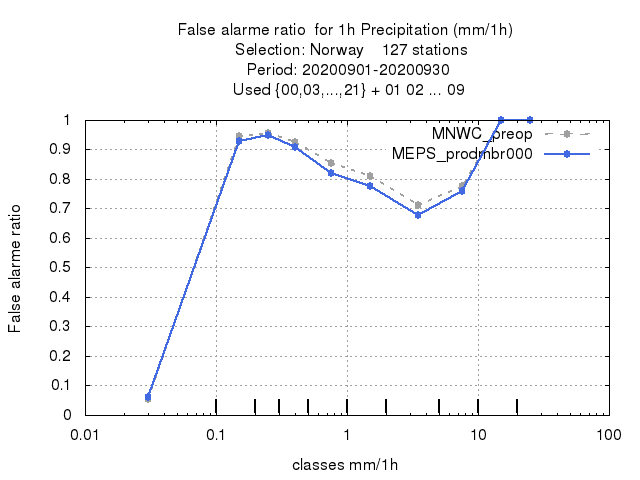 False alarme ratio  for 1h Precipitation (mm/1h)
Selection: Norway    127 stations
Period: 20200901-20200930
Used {00,03,...,21} + 01 02 ... 09
MNWC_preop
MEPS_prodmbr000
1
0.9
0.8
0.7
0.6
0.5
0.4
0.3
0.2
0.1
0
False alarme ratio
0.01 0.1 1 10 100
classes mm/1h